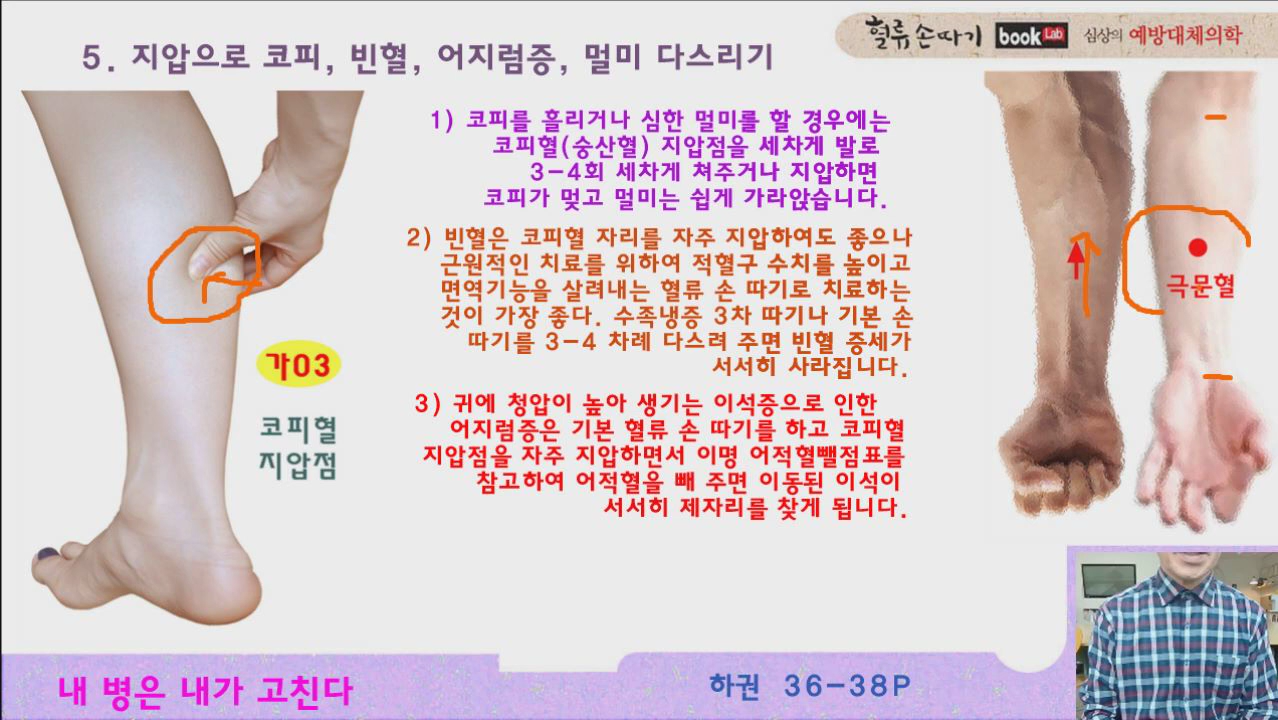 혈류 손따기 book Lab 심상의 예방대체의학
5. 지압으로 코피, 빈혈, 어지럼증, 멀미 다스리기
1) 코피를 흘리거나 심한 멀미를 할 경우에는
코피혈(승산혈) 지압점을 세차게 발로
3-4회 세차게 쳐주거나 지압하면
코피가 멎고 멀미는 쉽게 가라앉습니다.
2) 빈혈은 코피혈 자리를 자주 지압하여도 좋으나
근원적인 치료를 위하여 적혈구 수치를 높이고
면역기능을 살려내는 혈류 손 따기로 치료하는
것이 가장 좋다. 수족냉증 3차 따기나 기본 손
따기를 3-4 차례 다스려 주면 빈혈 증세가
서서히 사라집니다.
3) 귀에 청압이 높아 생기는 이석증으로 인한
어지럼증은 기본 혈류 손 따기를 하고 코피혈
지압점을 자주 지압하면서 이명 어적혈뺄점표를
참고하여 어적혈을 빼 주면 이동된 이석이
서서히 제자리를 찾게 됩니다.
가03
코피혈
지압점
극문혈
내 병은 내가 고친다
하권 36-38P